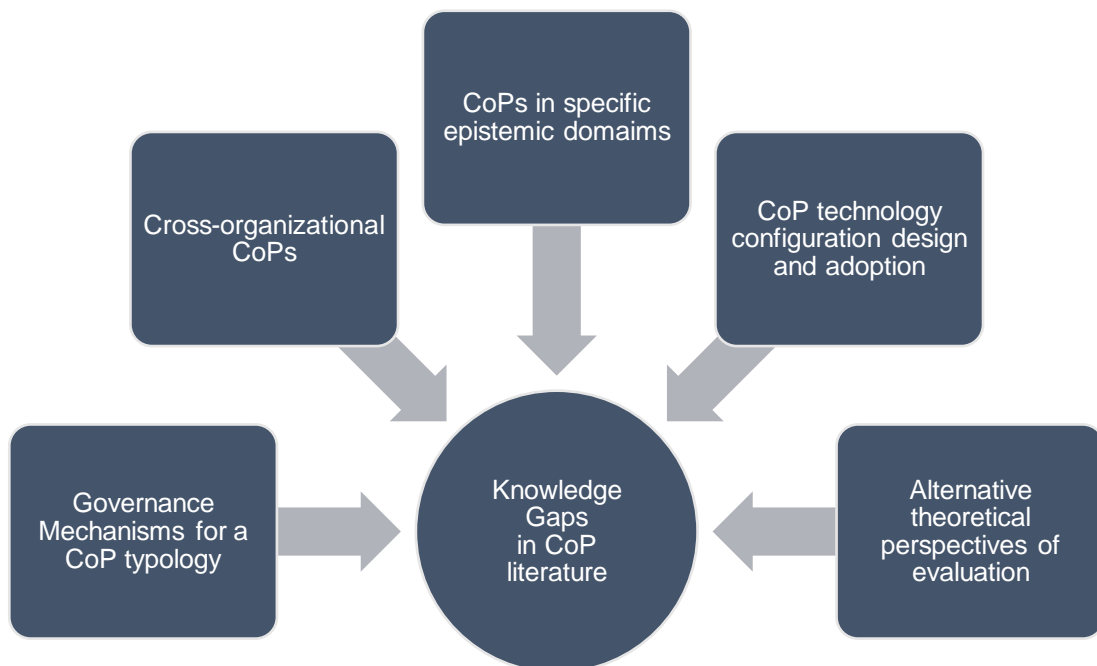 CoPs in specific
epistemic domaims
Cross-organizational
CoPs
CoP technology
configuration design
and adoption
Governance
Mechanisms for a
CoP typology
Knowledge
Gaps
in CoP
literature
Alternative
theoretical
perspectives of
evaluation